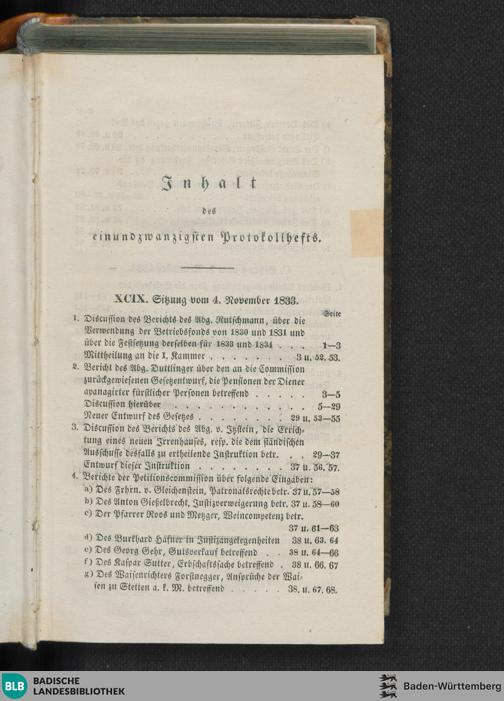 Inhalt
des
einundzwanzigsten Protokollhefts.
XCIX. Sitzung vom 4. November 1833.
Seite
1. Discussion des Berichts des Abg. Rutschmann, über die
Verwendung der Betriebsfonds von 1830 und 1831 und
über die Festsetzung derselben für 1833 und 1834 . . . 1—3
Mittheilung an die I. Kammer . . . . . . . 3 u. 52, 53.
2. Bericht des Abg. Duttlinger über den an die Commission
zurückgewiesenen Gesetzentwurf, die Pensionen der Diener
apanagirter fürstlicher Personen betreffend . . . . . 3—5
Discussion hierüber . . . . . . . . . . 5—29
Neuer Entwurf des Gesetzes . . . . . . . . 29 u. 53—55
3. Discussion des Berichts des Abg. v. Itzstein, die Errich-
tung eines neuen Irrenhauses, resp. die dem ständischen
Ausschusse desfalls zu ertheilende Instruktion betr. . . 29—37
Entwurf dieser Instruktion . . . . . . . . 37 u. 56, 57.
4. Berichte der Petitionscommission über folgende Eingaben:
a) Des Frhrn. v. Gleichenstein, Patronatsrechte betr. 37 u. 57—58
b) Des Anton Gießelbrecht, Justizverweigerung betr. 37 u. 58—60
c) Der Pfarrer Roos und Metzger, Weincompetenz betr.
37 u. 61—63
d) Des Burkhard Häfner in Justizangelegenheiten 38 u. 63. 64
e) Des Georg Gehr, Gutsverkauf betreffend . . 38 u. 64—66
f) Des Kaspar Sutter, Erbschaftssache betreffend . 38 u. 66. 67
g) Des Waisenrichters Forstnegger, Ansprüche der Wai-
sen zu Stetten a. k. M. betreffend . . . . . 38. u. 67. 68.
BLB
BADISCHE
LANDESBIBLIOTHEK
Baden-Württemberg